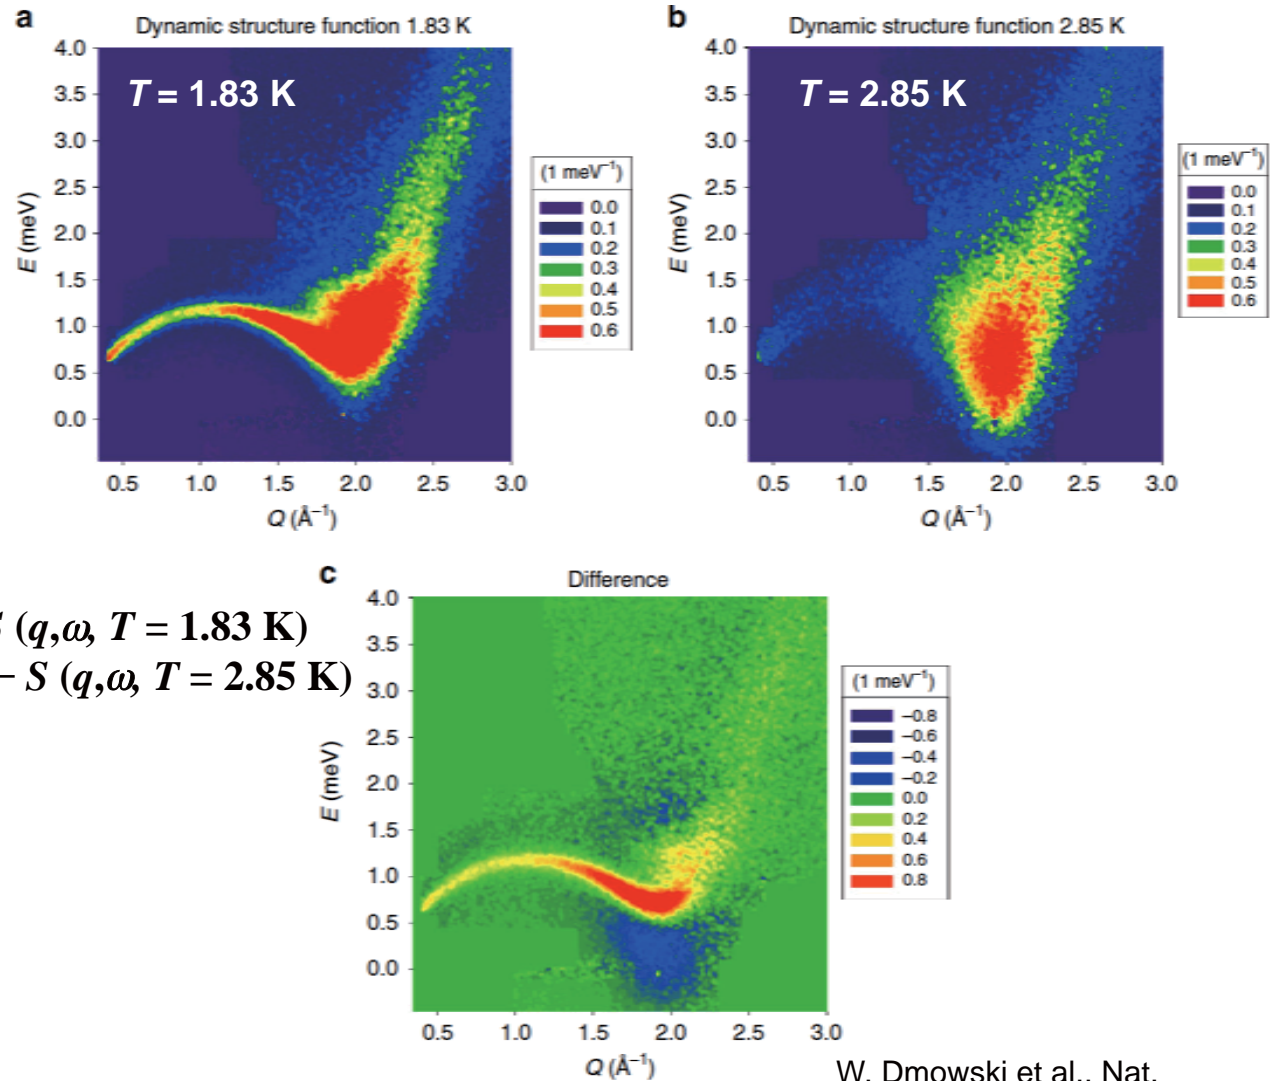 a
Dynamic structure function 1.83 K
T = 1.83 K
4.0
3.5
3.0
2.5
2.0
1.5
1.0
0.5
0.0
E (meV)
0.5 1.0 1.5 2.0 2.5 3.0
Q (Å⁻¹)
(1 meV⁻¹)
0.0
0.1
0.2
0.3
0.4
0.5
0.6
b
Dynamic structure function 2.85 K
T = 2.85 K
4.0
3.5
3.0
2.5
2.0
1.5
1.0
0.5
0.0
E (meV)
0.5 1.0 1.5 2.0 2.5 3.0
Q (Å⁻¹)
(1 meV⁻¹)
0.0
0.1
0.2
0.3
0.4
0.5
0.6
(q,ω, T = 1.83 K)
– S (q,ω, T = 2.85 K)
c
Difference
4.0
3.5
3.0
2.5
2.0
1.5
1.0
0.5
0.0
E (meV)
0.5 1.0 1.5 2.0 2.5 3.0
Q (Å⁻¹)
(1 meV⁻¹)
–0.8
–0.6
–0.4
–0.2
0.0
0.2
0.4
0.6
0.8
W. Dmowski et al., Nat.